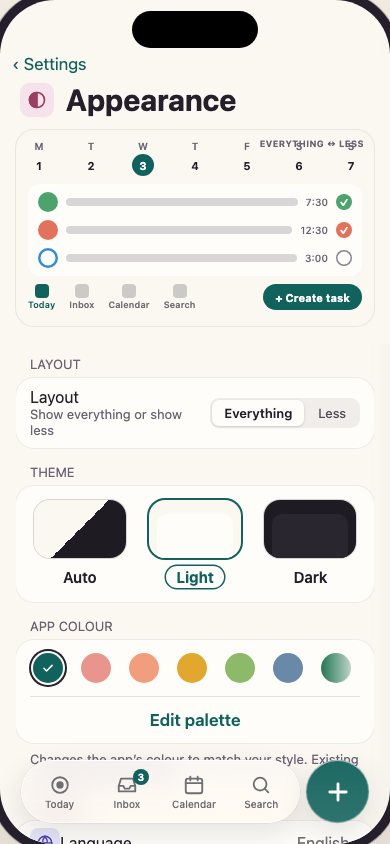 ‹ Settings
Appearance
EVERYTHING ⇔ LESS
M T W T F S S
1 2 3 4 5 6 7
7:30
12:30
3:00
Today Inbox Calendar Search
+ Create task
LAYOUT
Layout
Show everything or show
less
Everything Less
THEME
Auto Light Dark
APP COLOUR
Edit palette
Changes the app's colour to match your style. Existing
3
Today Inbox Calendar Search
Language English